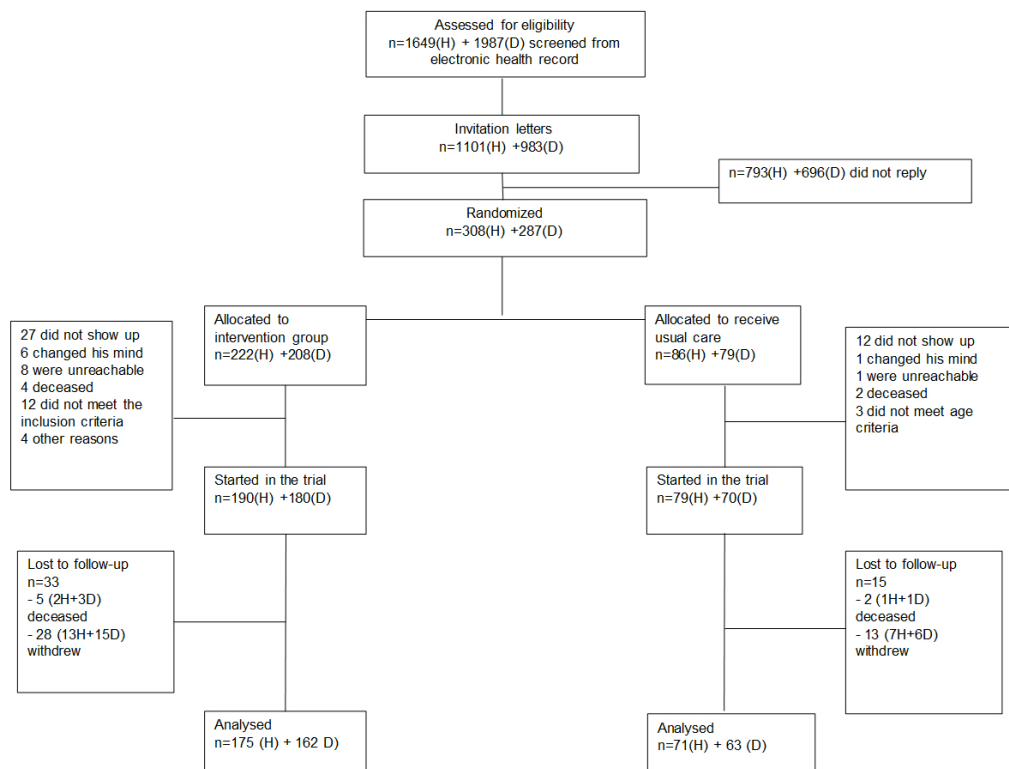 Assessed for eligibility
n=1649(H) + 1987(D) screened from
electronic health record
Invitation letters
n=1101(H) +983(D)
n=793(H) +696(D) did not reply
Randomized
n=308(H) +287(D)
Allocated to
intervention group
n=222(H) +208(D)
Allocated to receive
usual care
n=86(H) +79(D)
27 did not show up
6 changed his mind
8 were unreachable
4 deceased
12 did not meet the
inclusion criteria
4 other reasons
12 did not show up
1 changed his mind
1 were unreachable
2 deceased
3 did not meet age
criteria
Started in the trial
n=190(H) +180(D)
Started in the trial
n=79(H) +70(D)
Lost to follow-up
n=33
- 5 (2H+3D)
deceased
- 28 (13H+15D)
withdrew
Lost to follow-up
n=15
- 2 (1H+1D)
deceased
- 13 (7H+6D)
withdrew
Analysed
n=175 (H) + 162 D)
Analysed
n=71(H) + 63 (D)